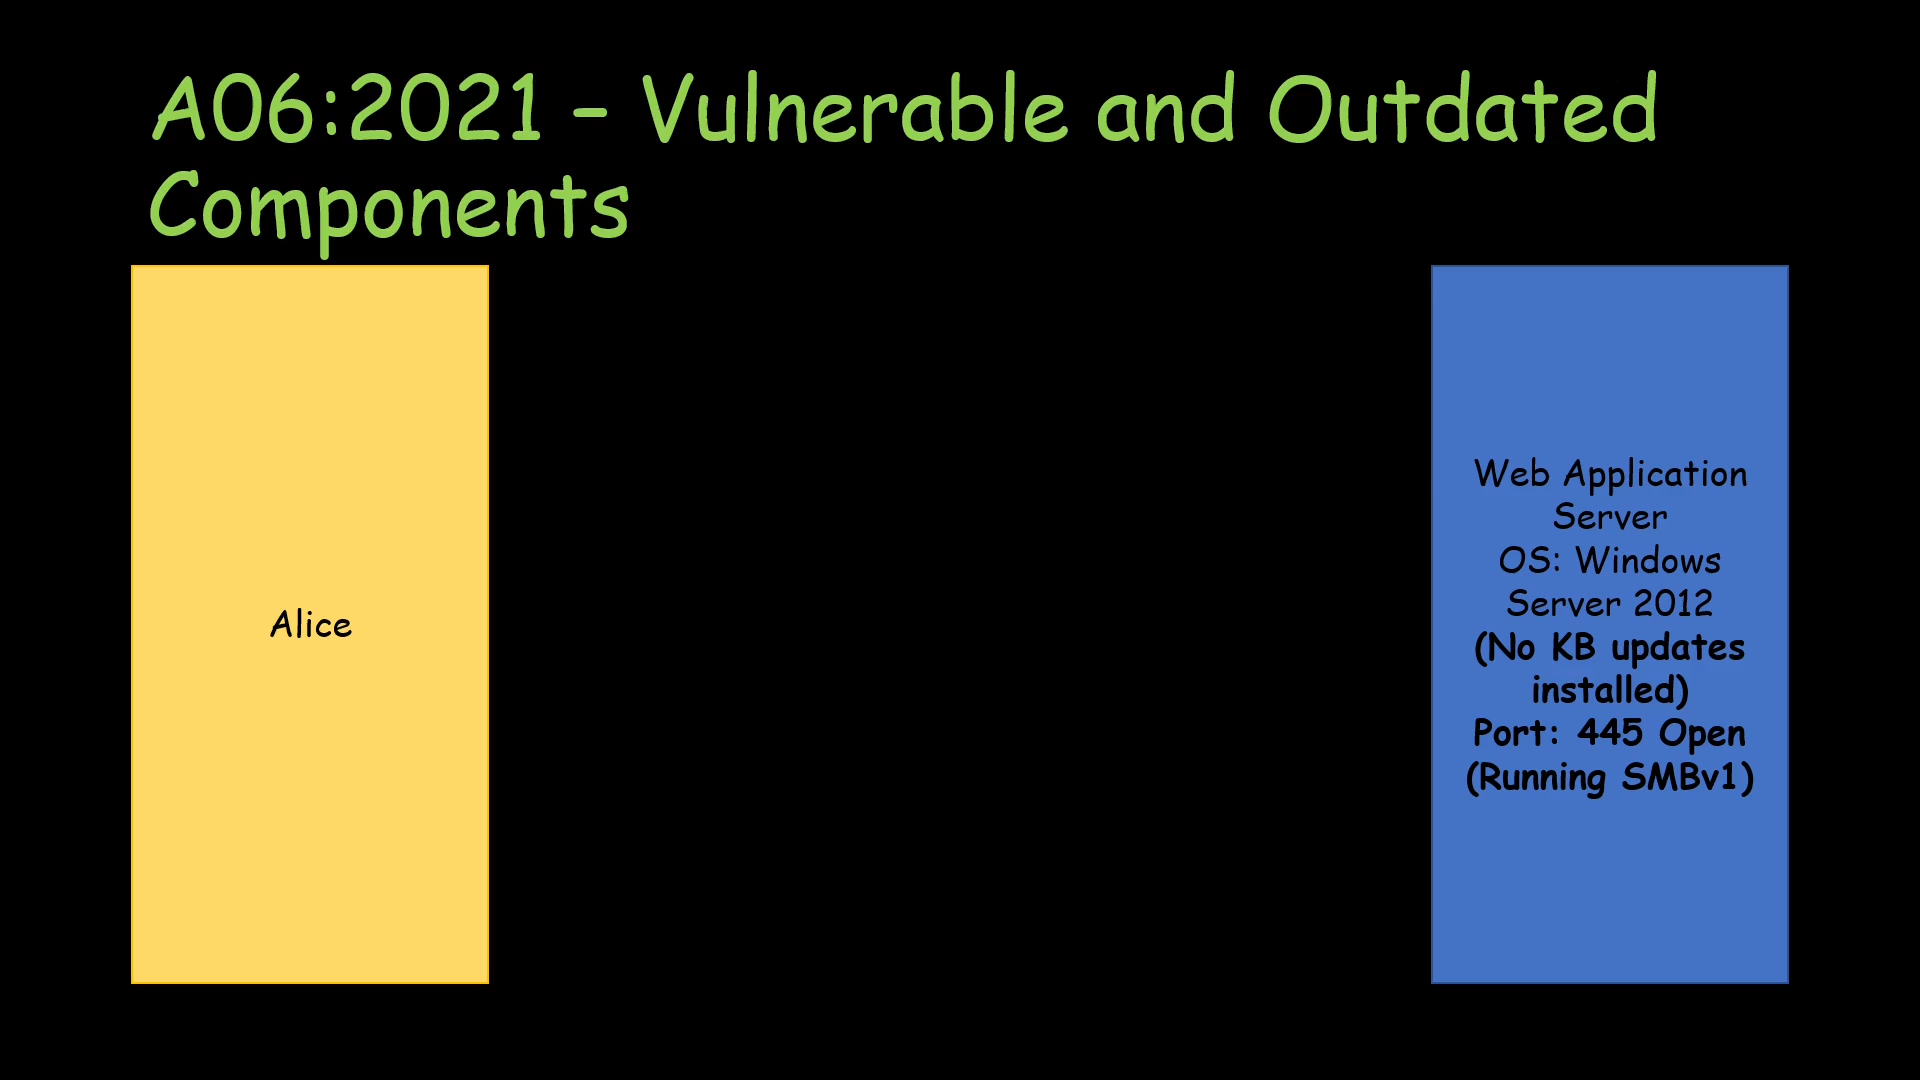 A06:2021 – Vulnerable and Outdated
Components
Alice
Web Application
Server
OS: Windows
Server 2012
(No KB updates
installed)
Port: 445 Open
(Running SMBv1)